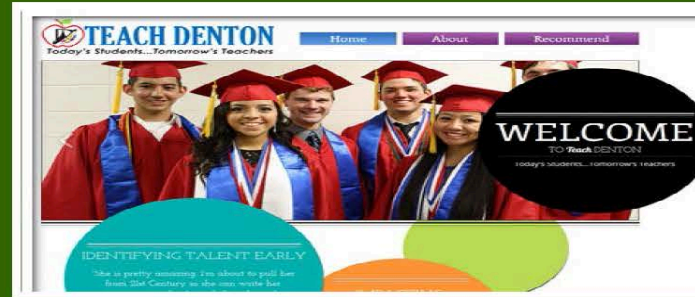 TEACH DENTON
Today's Students...Tomorrow's Teachers
Home
About
Recommend
WELCOME
TO Teach DENTON
Today's Students...Tomorrow's Teachers
IDENTIFYING TALENT EARLY
She is pretty amazing. I'm about to pull her
from 21st Century so she can write her